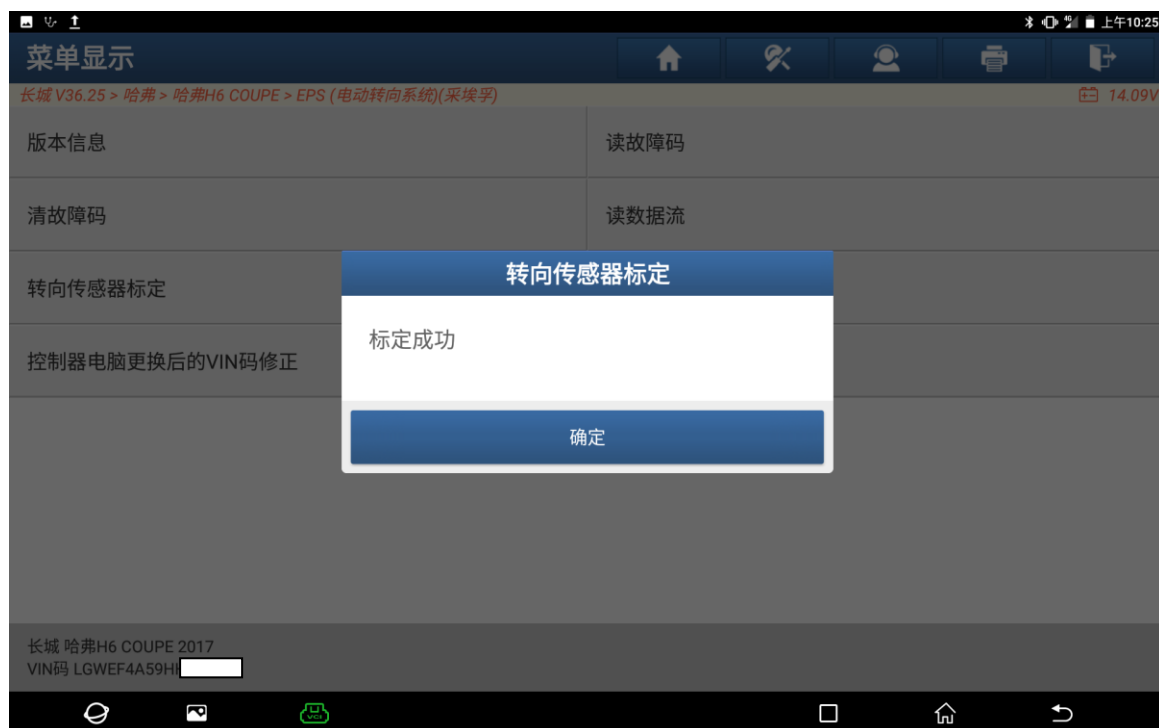 上午10:25
菜单显示
长城 V36.25 > 哈弗 > 哈弗H6 COUPE > EPS (电动转向系统)(采埃孚)
14.09V
版本信息
读故障码
清故障码
读数据流
转向传感器标定
转向传感器标定
标定成功
控制器电脑更换后的VIN码修正
确定
长城 哈弗H6 COUPE 2017
VIN码 LGWEF4A59H
VCI